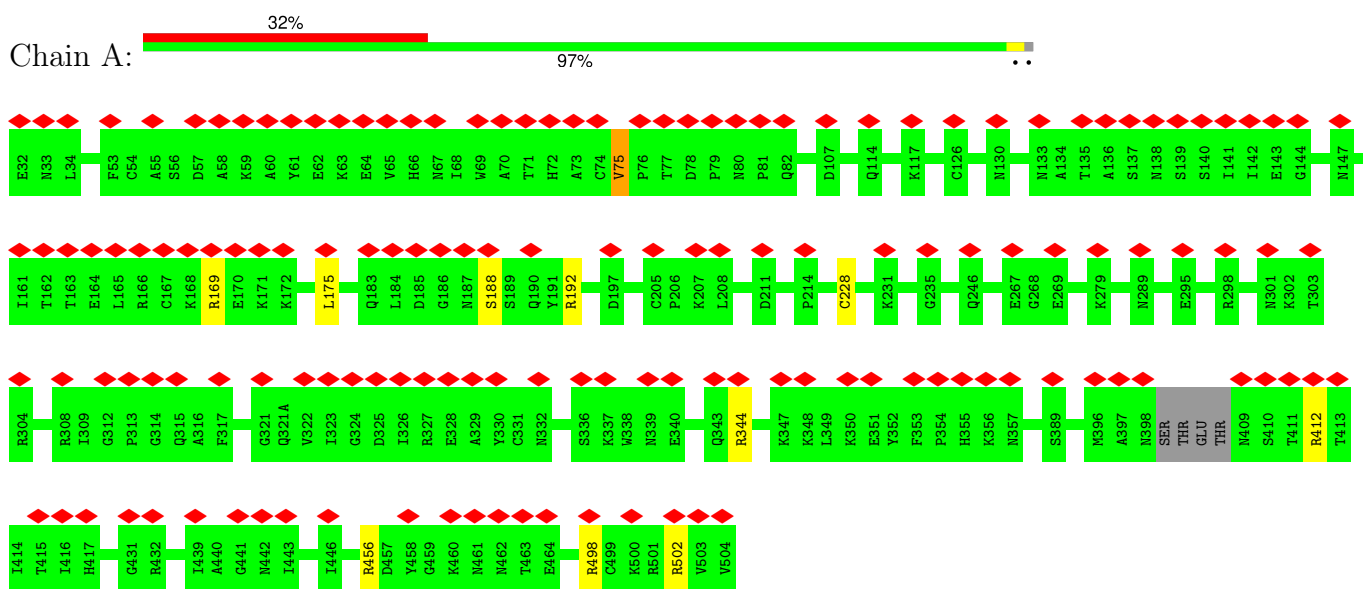 32%
Chain A:
97%
. .
E32 N33 L34 F53 C54 A55 S56 D57 A58 K59 A60 Y61 E62 K63 E64 V65 H66 N67 I68 W69 A70 T71 H72 A73 C74 V75 P76 T77 D78 P79 N80 P81 Q82 D107 Q114 K117 C126 N130 N133 A134 T135 A136 S137 N138 S139 S140 I141 I142 E143 G144 N147
I161 T162 T163 E164 L165 R166 C167 K168 R169 E170 K171 K172 L175 Q183 L184 D185 G186 N187 S188 S189 Q190 Y191 R192 D197 C205 P206 K207 L208 D211 P214 C228 K231 G235 Q246 E267 G268 E269 K279 N289 E295 R298 N301 K302 T303
R304 R308 I309 G312 P313 G314 Q315 A316 F317 G321 Q321A V322 I323 G324 D325 I326 R327 E328 A329 Y330 C331 N332 S336 K337 W338 N339 E340 Q343 R344 K347 K348 L349 K350 E351 Y352 F353 P354 H355 K356 N357 S389 M396 A397 N398 SER THR GLU THR N409 S410 T411 R412 T413
I414 T415 I416 H417 G431 R432 I439 A440 G441 N442 I443 I446 R456 D457 Y458 G459 K460 N461 N462 T463 E464 R498 C499 K500 R501 R502 V503 V504